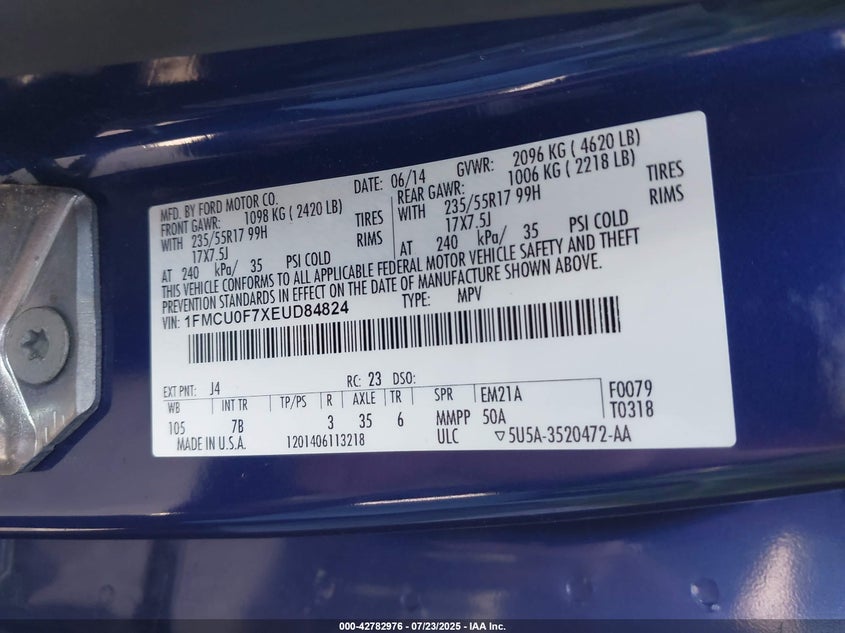 MFD. BY FORD MOTOR CO.
DATE: 06/14 GVWR: 2096 KG ( 4620 LB)
FRONT GAWR: 1098 KG ( 2420 LB)
WITH 235/55R17 99H TIRES
17X7.5J RIMS
AT 240 kPa/ 35 PSI COLD
REAR GAWR: 1006 KG ( 2218 LB)
WITH 235/55R17 99H TIRES
17X7.5J RIMS
AT 240 kPa/ 35 PSI COLD
THIS VEHICLE CONFORMS TO ALL APPLICABLE FEDERAL MOTOR VEHICLE SAFETY AND THEFT
PREVENTION STANDARDS IN EFFECT ON THE DATE OF MANUFACTURE SHOWN ABOVE.
VIN: 1FMCU0F7XEUD84824 TYPE: MPV
EXT PNT: J4 RC: 23 DSO:
WB INT TR TP/PS R AXLE TR SPR EM21A F0079
105 7B 3 35 6 MMPP 50A T0318
MADE IN U.S.A. 1201406113218 ULC ▽5U5A-3520472-AA
000-42782976 - 07/23/2025 - IAA Inc.